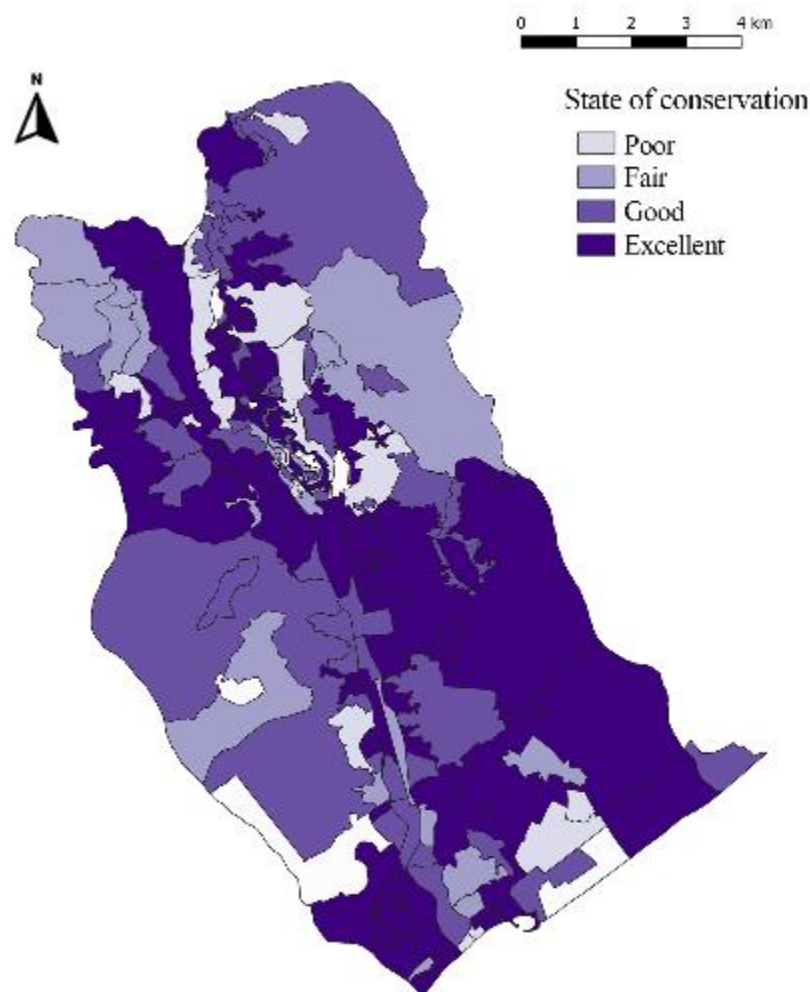 0 1 2 3 4 km
N
State of conservation
Poor
Fair
Good
Excellent